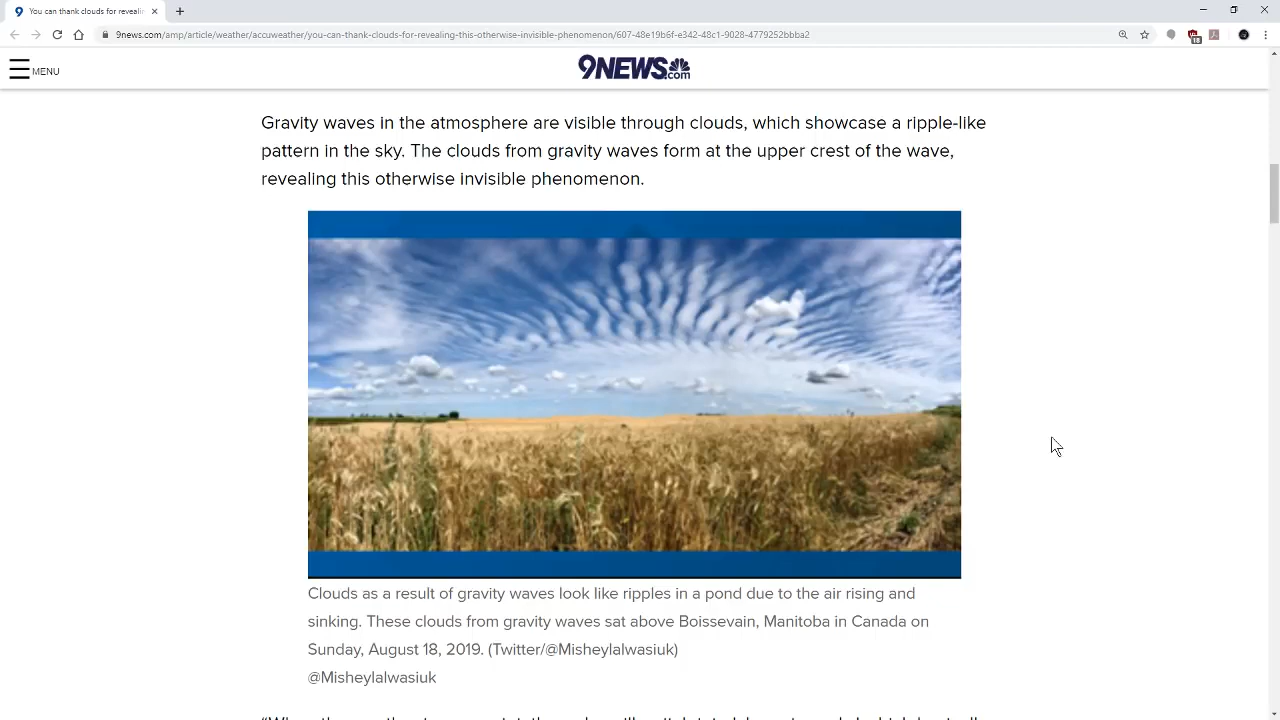 You can thank clouds for reveali
9news.com/amp/article/weather/accuweather/you-can-thank-clouds-for-revealing-this-otherwise-invisible-phenomenon/607-48e19b6f-e342-48c1-9028-4779252bbba2
18
MENU
9NEWS.com
Gravity waves in the atmosphere are visible through clouds, which showcase a ripple-like
pattern in the sky. The clouds from gravity waves form at the upper crest of the wave,
revealing this otherwise invisible phenomenon.
Clouds as a result of gravity waves look like ripples in a pond due to the air rising and
sinking. These clouds from gravity waves sat above Boissevain, Manitoba in Canada on
Sunday, August 18, 2019. (Twitter/@Misheylalwasiuk)
@Misheylalwasiuk